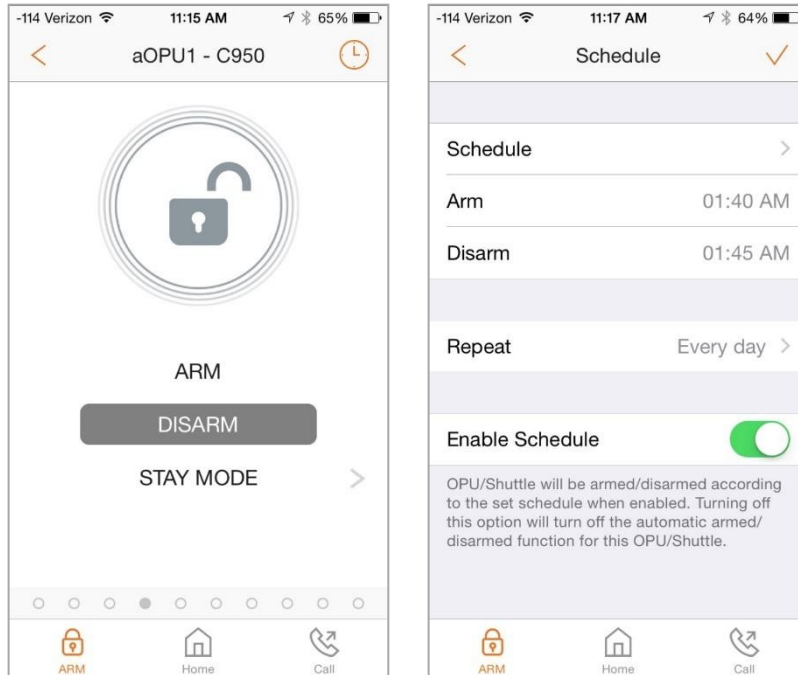 -114 Verizon 11:15 AM 65%
aOPU1 - C950
ARM
DISARM
STAY MODE
ARM Home Call
-114 Verizon 11:17 AM 64%
Schedule
Schedule
Arm 01:40 AM
Disarm 01:45 AM
Repeat Every day
Enable Schedule
OPU/Shuttle will be armed/disarmed according
to the set schedule when enabled. Turning off
this option will turn off the automatic armed/
disarmed function for this OPU/Shuttle.
ARM Home Call